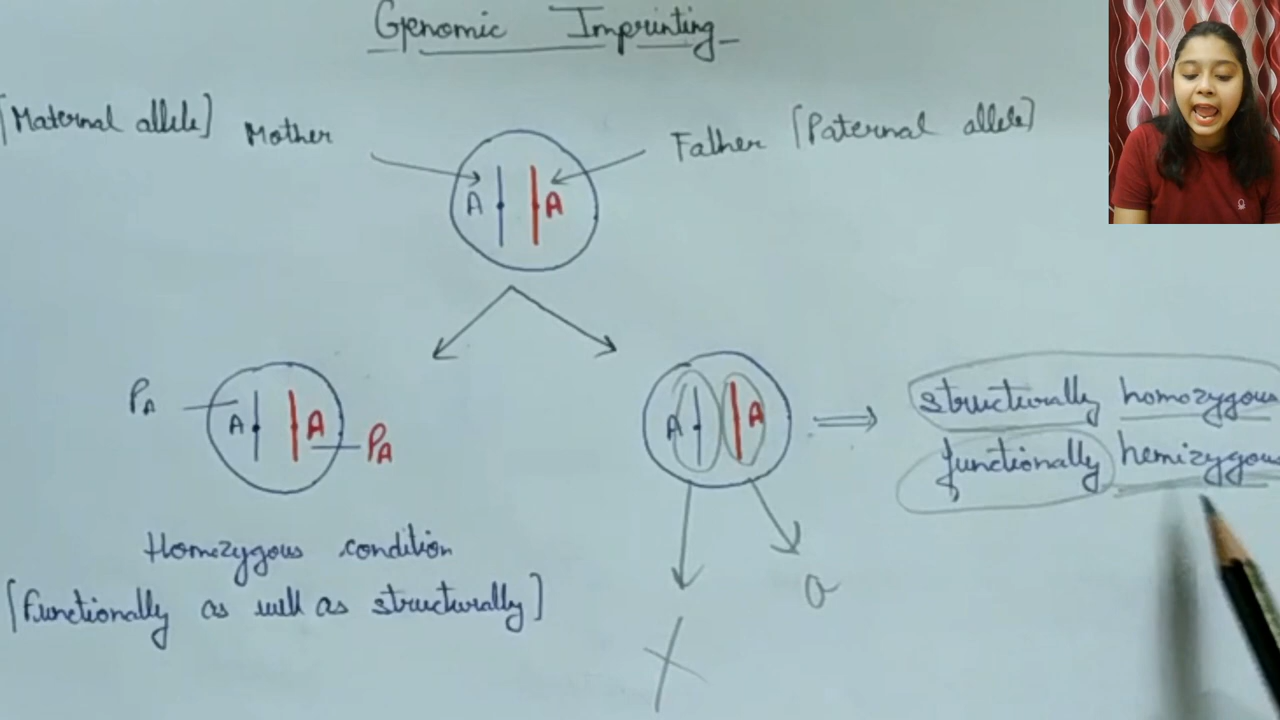 Genomic Imprinting
[Maternal allele] Mother
Father [Paternal allele]
A A
PA A A PA
A A
structurally homozygous
functionally hemizygous
Homozygous condition
[Functionally as well as structurally]